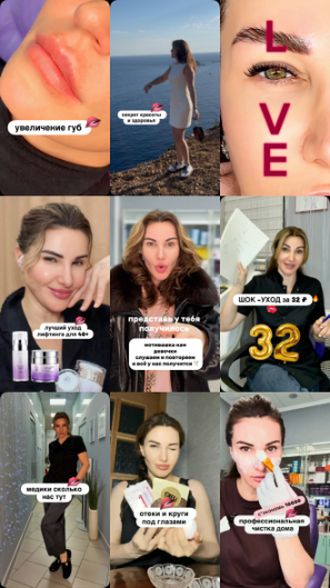 увеличение губ
секрет красоты
и здоровья
L
VE
лучший уход
лифтинга для 40+
представь у тебя
получилось
мотивашка нам
девочки
слушаем и повторяем
и всё у нас получится
ШОК -УХОД за 32 ₽
32
медики сколько
нас тут
отеки и круги
под глазами
профессиональная
чистка дома